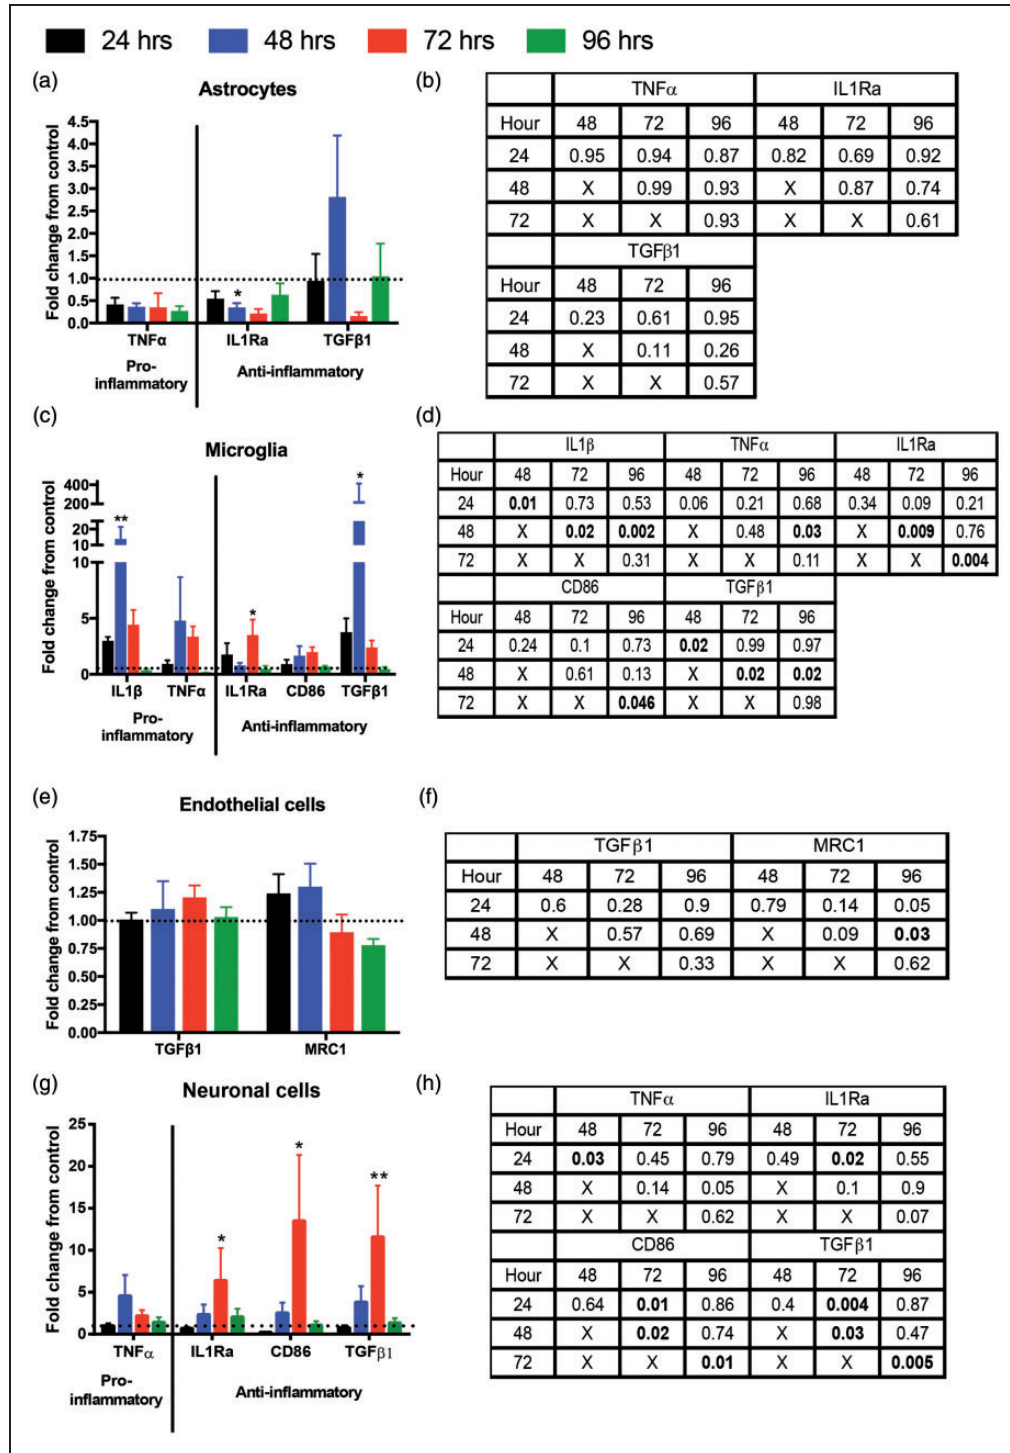 24 hrs 48 hrs 72 hrs 96 hrs
(a)
Astrocytes
Fold change from control
4.5
4.0
3.5
3.0
2.5
2.0
1.5
1.0
0.5
0.0
*
TNFα IL1Ra TGFβ1
Pro-
inflammatory
Anti-inflammatory
(b)
TNFα IL1Ra
Hour 48 72 96 48 72 96
24 0.95 0.94 0.87 0.82 0.69 0.92
48 X 0.99 0.93 X 0.87 0.74
72 X X 0.93 X X 0.61
TGFβ1
Hour 48 72 96
24 0.23 0.61 0.95
48 X 0.11 0.26
72 X X 0.57
(c)
Microglia
Fold change from control
400
200
20
10
10
5
0
** * *
IL1β TNFα IL1Ra CD86 TGFβ1
Pro-
inflammatory
Anti-inflammatory
(d)
IL1β TNFα IL1Ra
Hour 48 72 96 48 72 96 48 72 96
24 0.01 0.73 0.53 0.06 0.21 0.68 0.34 0.09 0.21
48 X 0.02 0.002 X 0.48 0.03 X 0.009 0.76
72 X X 0.31 X X 0.11 X X 0.004
CD86 TGFβ1
Hour 48 72 96 48 72 96
24 0.24 0.1 0.73 0.02 0.99 0.97
48 X 0.61 0.13 X 0.02 0.02
72 X X 0.046 X X 0.98
(e)
Endothelial cells
Fold change from control
1.75
1.50
1.25
1.00
0.75
0.50
0.25
0.00
TGFβ1 MRC1
(f)
TGFβ1 MRC1
Hour 48 72 96 48 72 96
24 0.6 0.28 0.9 0.79 0.14 0.05
48 X 0.57 0.69 X 0.09 0.03
72 X X 0.33 X X 0.62
(g)
Neuronal cells
Fold change from control
25
20
15
10
5
0
* * **
TNFα IL1Ra CD86 TGFβ1
Pro-
inflammatory
Anti-inflammatory
(h)
TNFα IL1Ra
Hour 48 72 96 48 72 96
24 0.03 0.45 0.79 0.49 0.02 0.55
48 X 0.14 0.05 X 0.1 0.9
72 X X 0.62 X X 0.07
CD86 TGFβ1
Hour 48 72 96 48 72 96
24 0.64 0.01 0.86 0.4 0.004 0.87
48 X 0.02 0.74 X 0.03 0.47
72 X X 0.01 X X 0.005